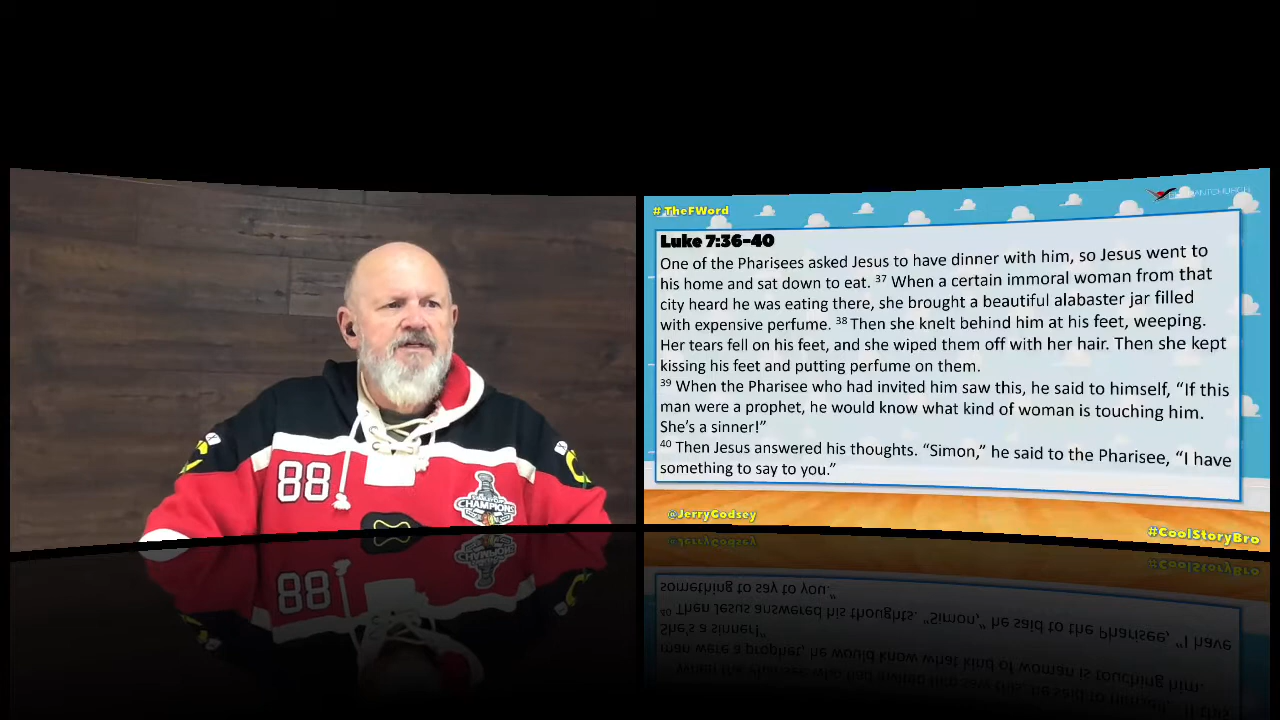 88
CHAMPIONS
# TheFWord
Luke 7:36–40
One of the Pharisees asked Jesus to have dinner with him, so Jesus went to
his home and sat down to eat. 37 When a certain immoral woman from that
city heard he was eating there, she brought a beautiful alabaster jar filled
with expensive perfume. 38 Then she knelt behind him at his feet, weeping.
Her tears fell on his feet, and she wiped them off with her hair. Then she kept
kissing his feet and putting perfume on them.
39 When the Pharisee who had invited him saw this, he said to himself, “If this
man were a prophet, he would know what kind of woman is touching him.
She’s a sinner!”
40 Then Jesus answered his thoughts. “Simon,” he said to the Pharisee, “I have
something to say to you.”
@JerryGodsey
#CoolStoryBro